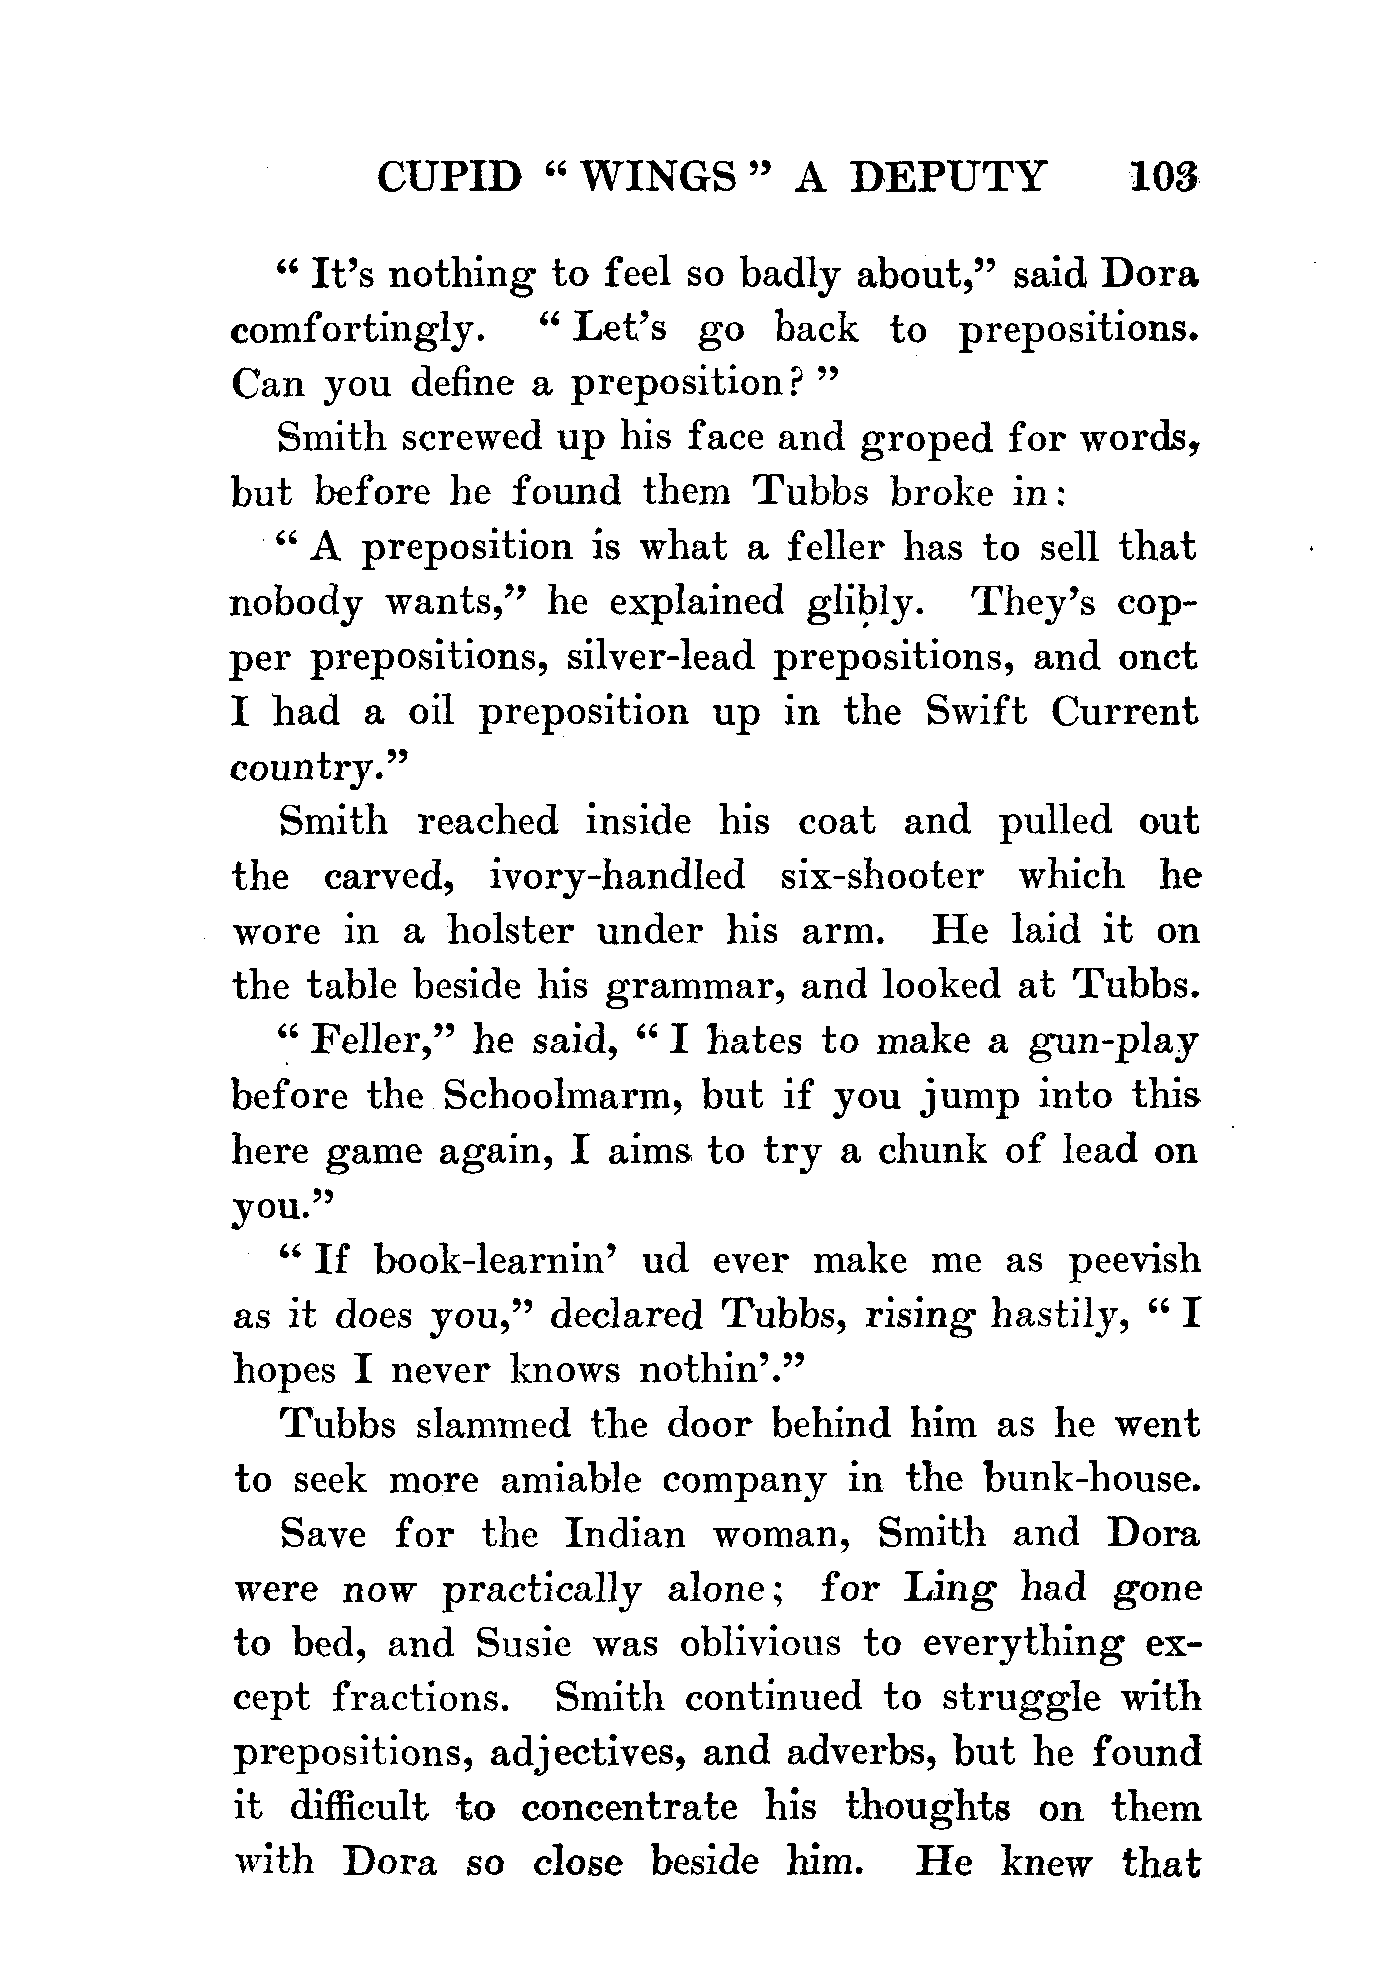 CUPID “ WINGS ” A DEPUTY 103
“ It’s nothing to feel so badly about,” said Dora
comfortingly. “ Let’s go back to prepositions.
Can you define a preposition? ”
Smith screwed up his face and groped for words,
but before he found them Tubbs broke in:
“ A preposition is what a feller has to sell that
nobody wants,” he explained glibly. They’s cop-
per prepositions, silver-lead prepositions, and onct
I had a oil preposition up in the Swift Current
country.”
Smith reached inside his coat and pulled out
the carved, ivory-handled six-shooter which he
wore in a holster under his arm. He laid it on
the table beside his grammar, and looked at Tubbs.
“ Feller,” he said, “ I hates to make a gun-play
before the Schoolmarm, but if you jump into this
here game again, I aims to try a chunk of lead on
you.”
“ If book-learnin’ ud ever make me as peevish
as it does you,” declared Tubbs, rising hastily, “ I
hopes I never knows nothin’.”
Tubbs slammed the door behind him as he went
to seek more amiable company in the bunk-house.
Save for the Indian woman, Smith and Dora
were now practically alone; for Ling had gone
to bed, and Susie was oblivious to everything ex-
cept fractions. Smith continued to struggle with
prepositions, adjectives, and adverbs, but he found
it difficult to concentrate his thoughts on them
with Dora so close beside him. He knew that